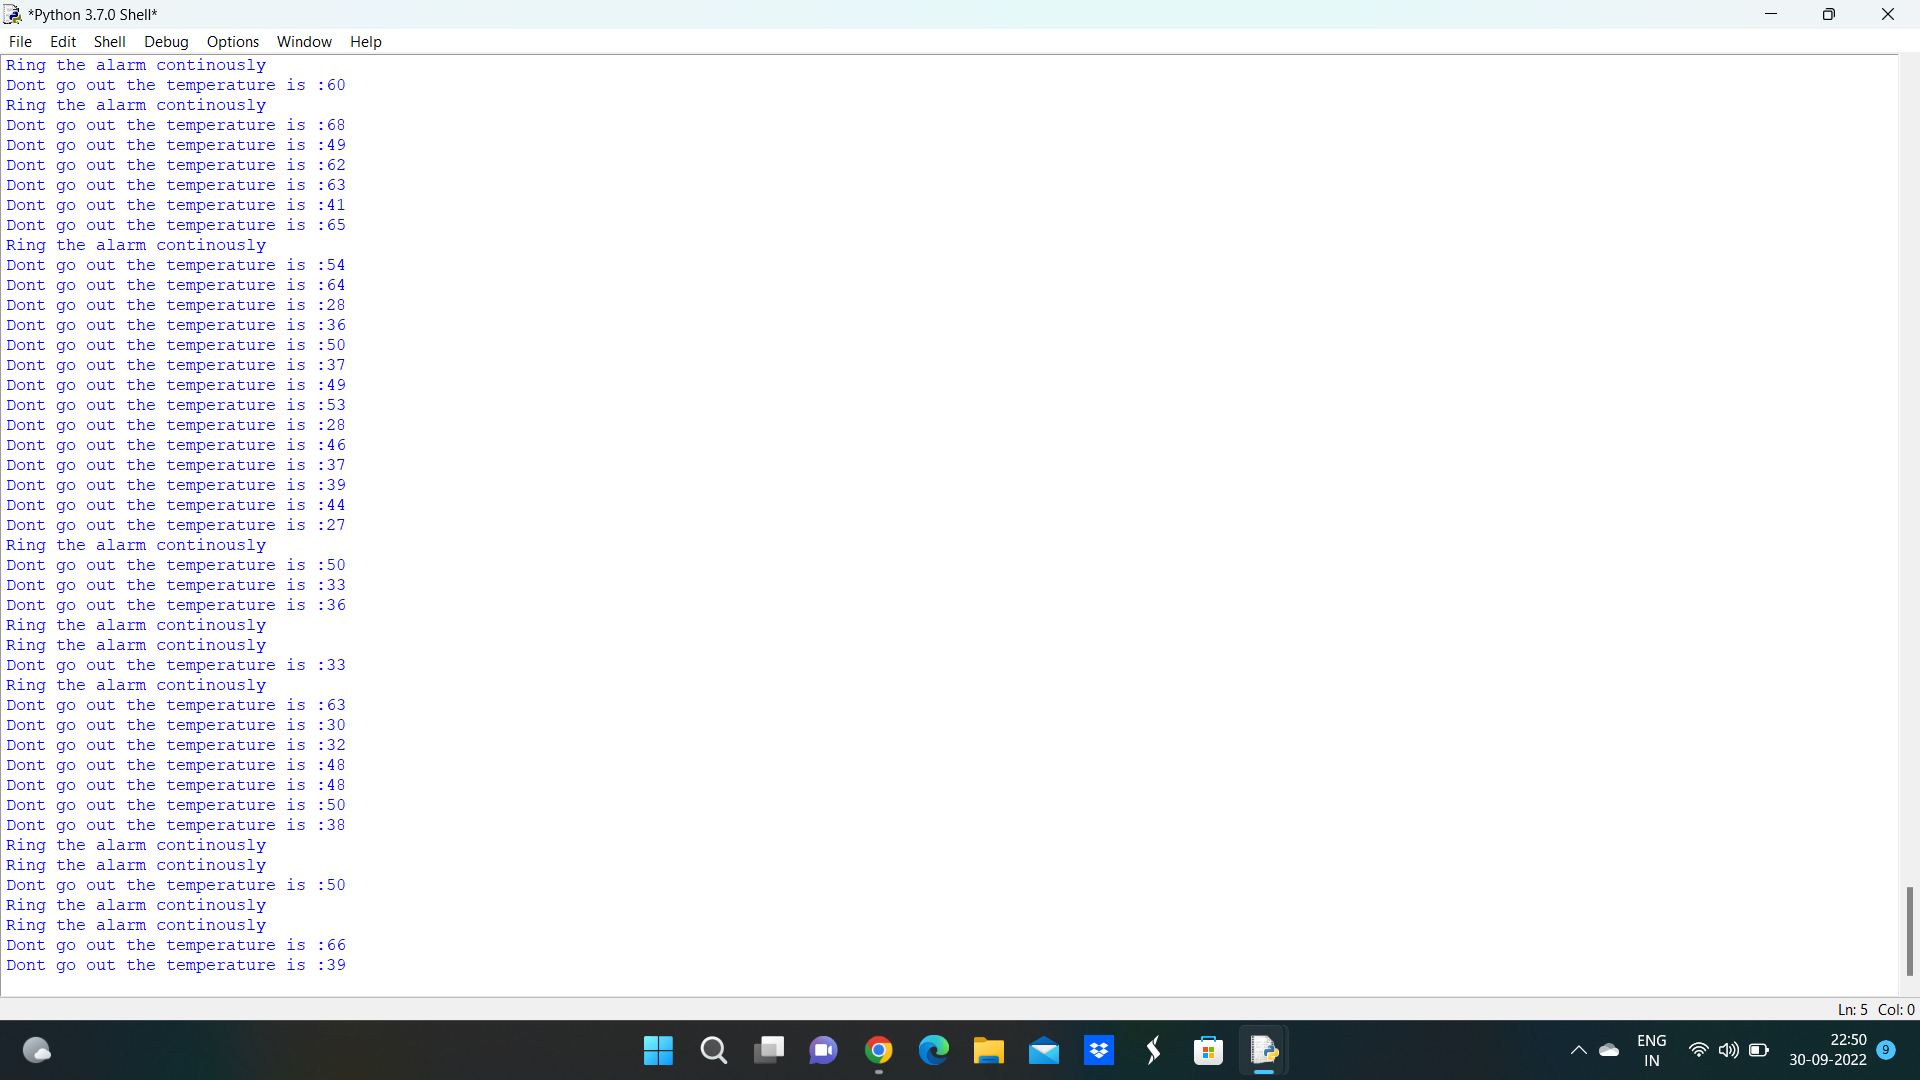 *Python 3.7.0 Shell*
File Edit Shell Debug Options Window Help
Ring the alarm continously
Dont go out the temperature is :60
Ring the alarm continously
Dont go out the temperature is :68
Dont go out the temperature is :49
Dont go out the temperature is :62
Dont go out the temperature is :63
Dont go out the temperature is :41
Dont go out the temperature is :65
Ring the alarm continously
Dont go out the temperature is :54
Dont go out the temperature is :64
Dont go out the temperature is :28
Dont go out the temperature is :36
Dont go out the temperature is :50
Dont go out the temperature is :37
Dont go out the temperature is :49
Dont go out the temperature is :53
Dont go out the temperature is :28
Dont go out the temperature is :46
Dont go out the temperature is :37
Dont go out the temperature is :39
Dont go out the temperature is :44
Dont go out the temperature is :27
Ring the alarm continously
Dont go out the temperature is :50
Dont go out the temperature is :33
Dont go out the temperature is :36
Ring the alarm continously
Ring the alarm continously
Dont go out the temperature is :33
Ring the alarm continously
Dont go out the temperature is :63
Dont go out the temperature is :30
Dont go out the temperature is :32
Dont go out the temperature is :48
Dont go out the temperature is :48
Dont go out the temperature is :50
Dont go out the temperature is :38
Ring the alarm continously
Ring the alarm continously
Dont go out the temperature is :50
Ring the alarm continously
Ring the alarm continously
Dont go out the temperature is :66
Dont go out the temperature is :39
Ln: 5 Col: 0
ENG
IN
22:50
30-09-2022
9